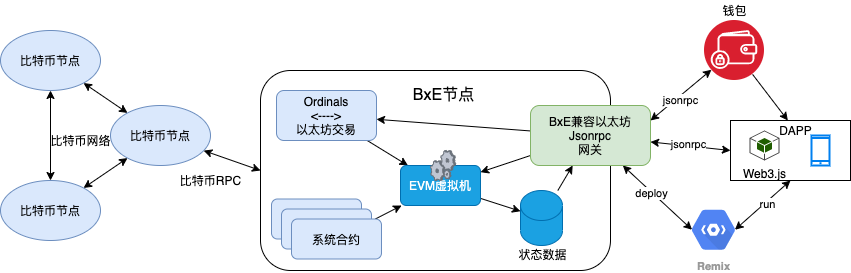 钱包
比特币节点
比特币网络
比特币节点
比特币节点
比特币RPC
BxE节点
Ordinals
<---->
以太坊交易
EVM虚拟机
系统合约
状态数据
BxE兼容以太坊
Jsonrpc
网关
jsonrpc
jsonrpc
deploy
DAPP
Web3.js
run
Remix